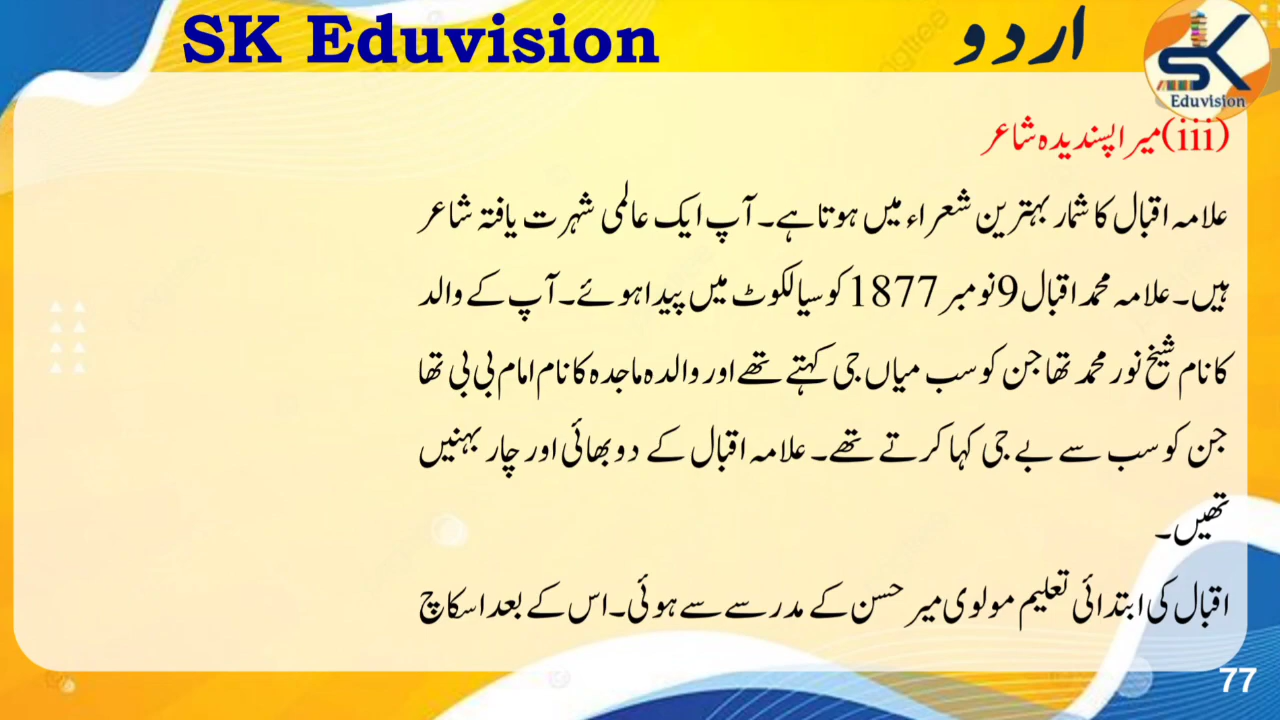 SK Eduvision
اردو
SK
Eduvision
(iii)میرا پسندیدہ شاعر
علامہ اقبال کا شمار بہترین شعراء میں ہوتا ہے۔ آپ ایک عالمی شہرت یافتہ شاعر
ہیں۔ علامہ محمد اقبال 9 نومبر 1877 کو سیالکوٹ میں پیدا ہوئے۔ آپ کے والد
کا نام شیخ نور محمد تھا جن کو سب میاں جی کہتے تھے اور والدہ ماجدہ کا نام امام بی بی تھا
جن کو سب سے بے جی کہا کرتے تھے۔ علامہ اقبال کے دو بھائی اور چار بہنیں
تھیں۔
اقبال کی ابتدائی تعلیم مولوی میر حسن کے مدرسے سے ہوئی۔ اس کے بعد اسکاچ
77